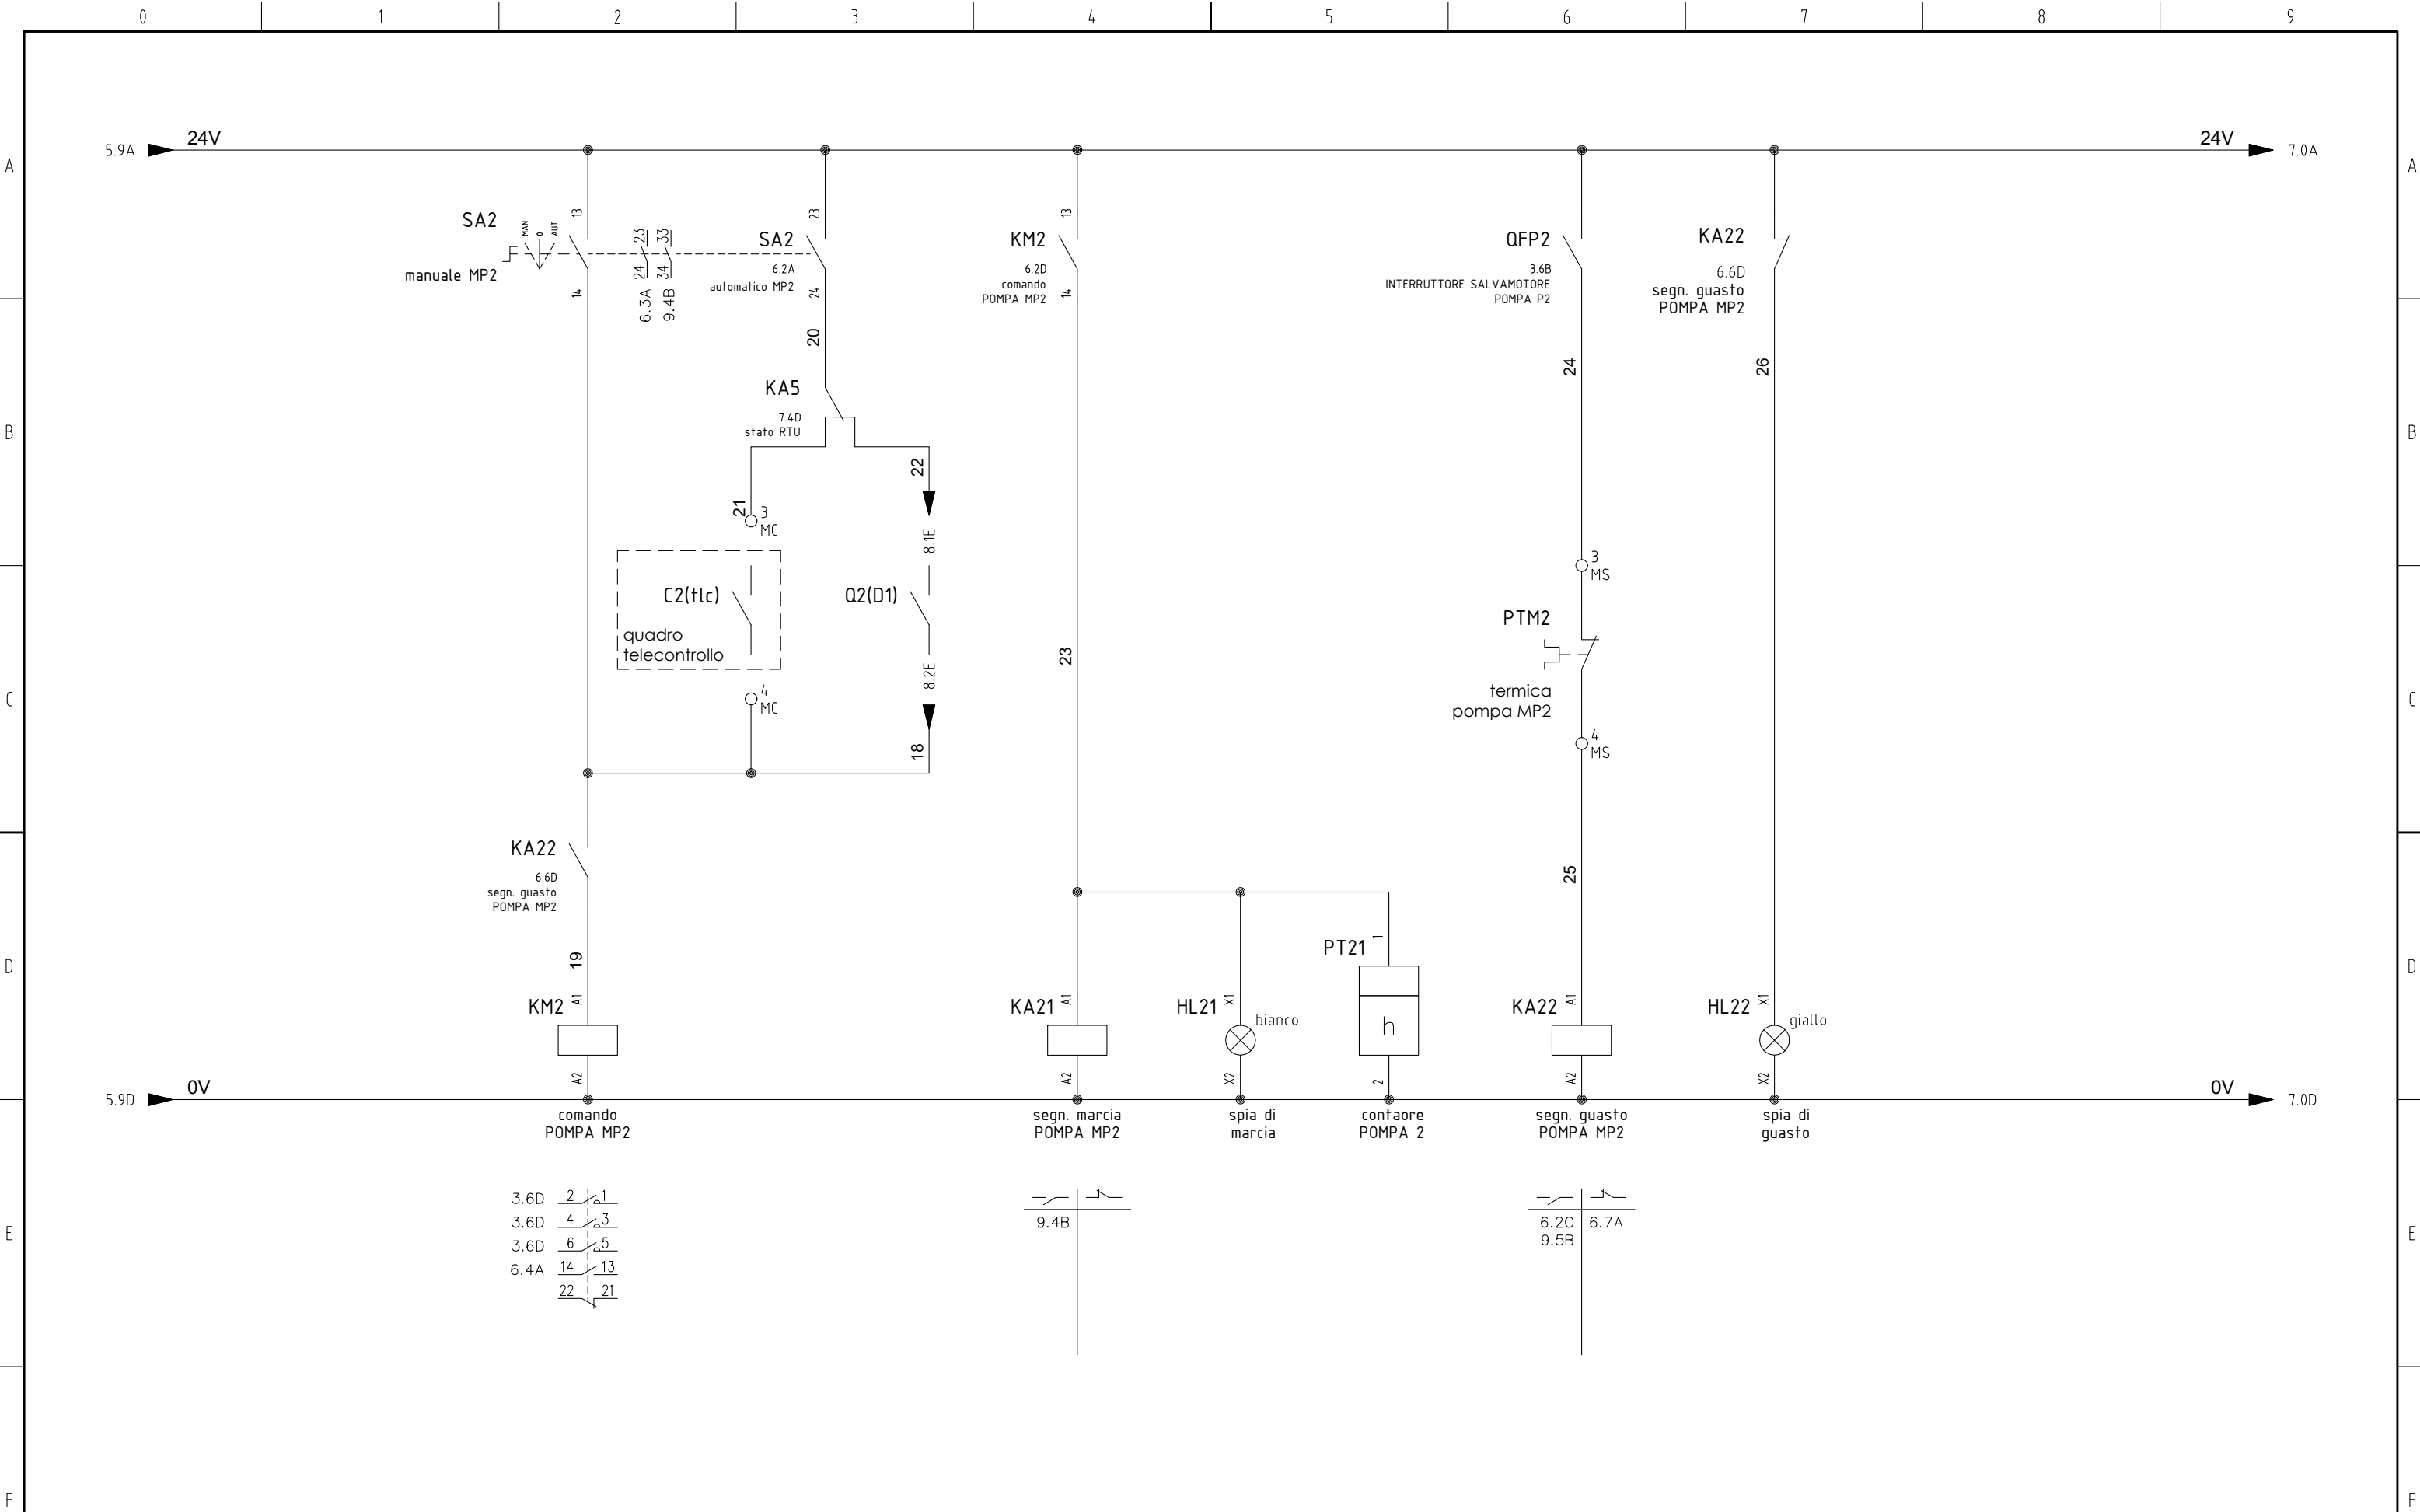 0 1 2 3 4 5 6 7 8 9
A
A
B
B
C
C
D
D
E
E
F
F
5.9A
24V
24V
7.0A
SA2
MAN
0
AUT
manuale MP2
13
14
23
24
6.3A
33
34
9.4B
SA2
6.2A
automatico MP2
23
24
20
KA5
7.4D
stato RTU
21
3
MC
22
8.1E
C2(tlc)
quadro
telecontrollo
Q2(D1)
8.2E
4
MC
18
KA22
6.6D
segn. guasto
POMPA MP2
19
KM2
A1
A2
KM2
6.2D
comando
POMPA MP2
13
14
23
KA21
A1
A2
HL21
X1
bianco
X2
PT21
1
h
2
QFP2
3.6B
INTERRUTTORE SALVAMOTORE
POMPA P2
24
3
MS
PTM2
termica
pompa MP2
4
MS
25
KA22
A1
A2
KA22
6.6D
segn. guasto
POMPA MP2
26
HL22
X1
giallo
X2
5.9D
0V
0V
7.0D
comando
POMPA MP2
segn. marcia
POMPA MP2
spia di
marcia
contaore
POMPA 2
segn. guasto
POMPA MP2
spia di
guasto
3.6D 2 1
3.6D 4 3
3.6D 6 5
6.4A 14 13
22 21
9.4B
6.2C 6.7A
9.5B